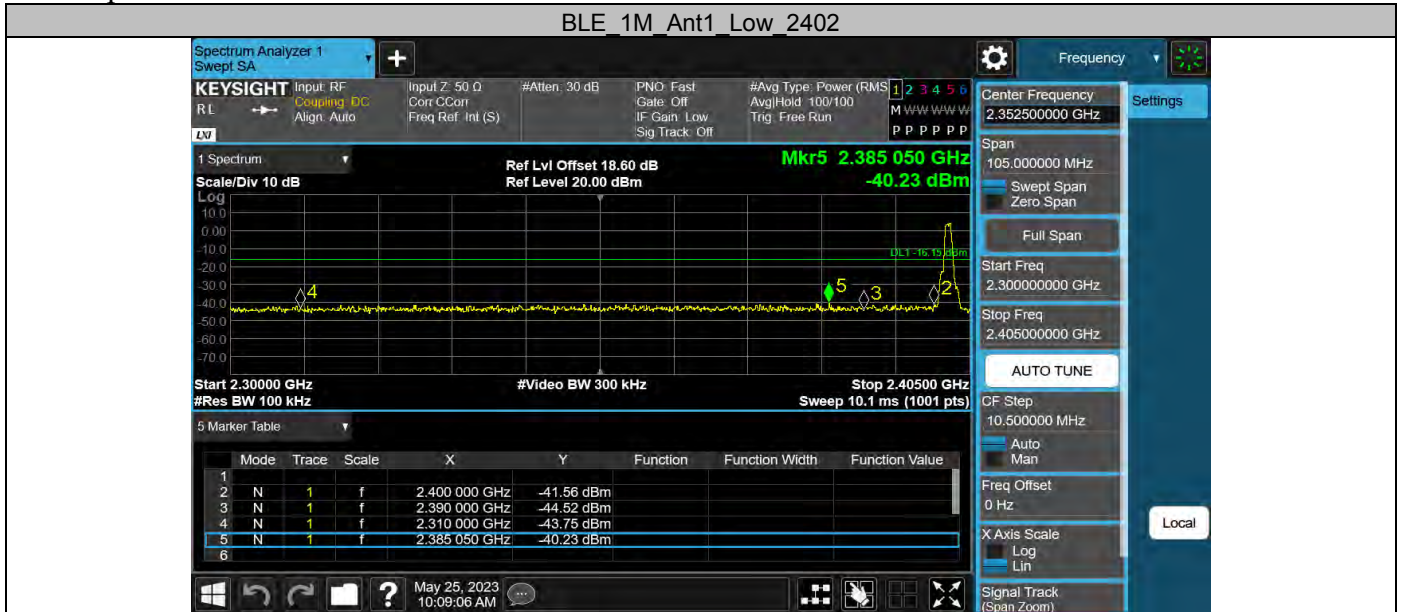 BLE_1M_Ant1_Low_2402
Spectrum Analyzer 1
Swept SA
Frequency
KEYSIGHT
RL
LXI
Input: RF
Coupling: DC
Align: Auto
Input Z: 50 Ω
Corr CCorr
Freq Ref: Int (S)
#Atten: 30 dB
PNO: Fast
Gate: Off
IF Gain: Low
Sig Track: Off
#Avg Type: Power (RMS
Avg|Hold: 100/100
Trig: Free Run
1 2 3 4 5 6
M W W W W W
P P P P P P
Center Frequency
2.352500000 GHz
Settings
Span
105.000000 MHz
Swept Span
Zero Span
Full Span
Start Freq
2.300000000 GHz
Stop Freq
2.405000000 GHz
AUTO TUNE
CF Step
10.500000 MHz
Auto
Man
Freq Offset
0 Hz
X Axis Scale
Log
Lin
Local
Signal Track
(Span Zoom)
1 Spectrum
Scale/Div 10 dB
Ref Lvl Offset 18.60 dB
Ref Level 20.00 dBm
Mkr5 2.385 050 GHz
-40.23 dBm
Log
10.0
0.00
-10.0
-20.0
-30.0
-40.0
-50.0
-60.0
-70.0
DL1 -16.15 dBm
4
5
3
2
Start 2.30000 GHz
#Res BW 100 kHz
#Video BW 300 kHz
Stop 2.40500 GHz
Sweep 10.1 ms (1001 pts)
5 Marker Table
Mode Trace Scale X Y Function Function Width Function Value
1
2 N 1 f 2.400 000 GHz -41.56 dBm
3 N 1 f 2.390 000 GHz -44.52 dBm
4 N 1 f 2.310 000 GHz -43.75 dBm
5 N 1 f 2.385 050 GHz -40.23 dBm
6
?
May 25, 2023
10:09:06 AM